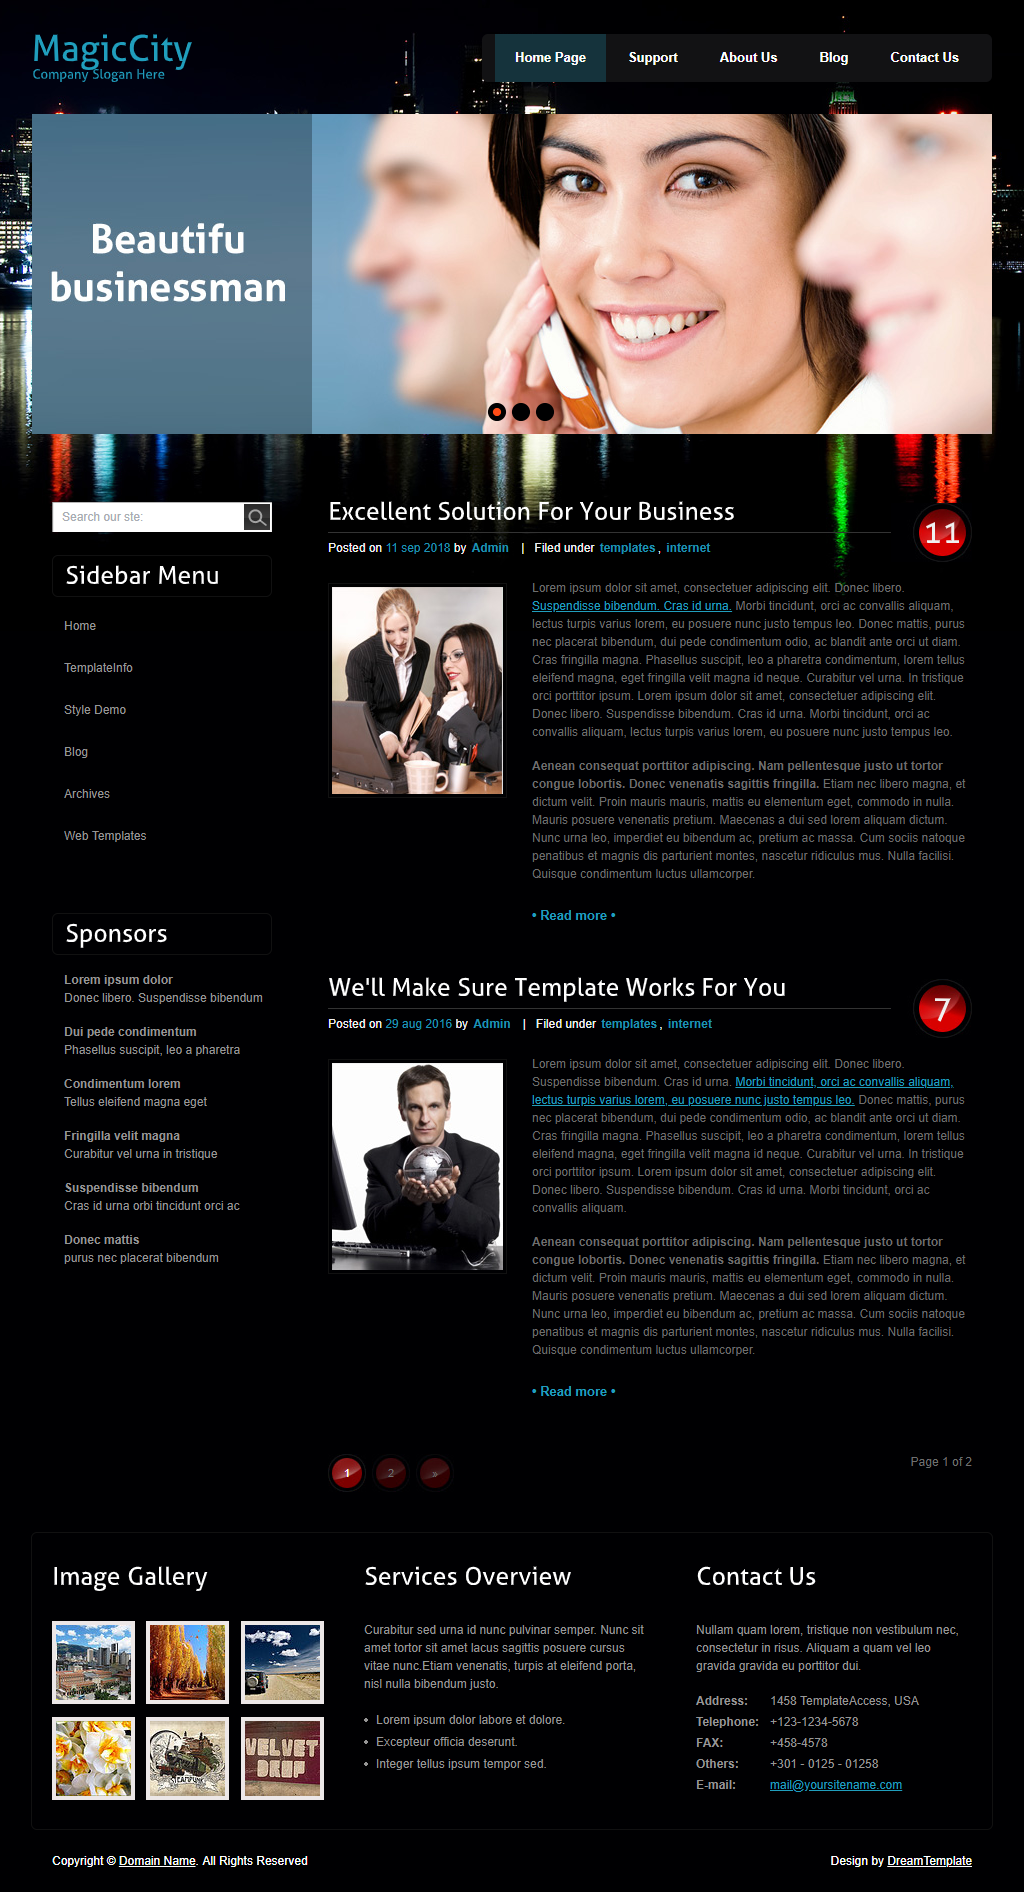 MagicCity
Company Slogan Here
Home Page
Support
About Us
Blog
Contact Us
Beautifu
businessman
Search our ste:
Sidebar Menu
Home
TemplateInfo
Style Demo
Blog
Archives
Web Templates
Sponsors
Lorem ipsum dolor
Donec libero. Suspendisse bibendum
Dui pede condimentum
Phasellus suscipit, leo a pharetra
Condimentum lorem
Tellus eleifend magna eget
Fringilla velit magna
Curabitur vel urna in tristique
Suspendisse bibendum
Cras id urna orbi tincidunt orci ac
Donec mattis
purus nec placerat bibendum
Excellent Solution For Your Business
11
Posted on 11 sep 2018 by Admin | Filed under templates, internet
Lorem ipsum dolor sit amet, consectetuer adipiscing elit. Donec libero.
Suspendisse bibendum. Cras id urna. Morbi tincidunt, orci ac convallis aliquam,
lectus turpis varius lorem, eu posuere nunc justo tempus leo. Donec mattis, purus
nec placerat bibendum, dui pede condimentum odio, ac blandit ante orci ut diam.
Cras fringilla magna. Phasellus suscipit, leo a pharetra condimentum, lorem tellus
eleifend magna, eget fringilla velit magna id neque. Curabitur vel urna. In tristique
orci porttitor ipsum. Lorem ipsum dolor sit amet, consectetuer adipiscing elit.
Donec libero. Suspendisse bibendum. Cras id urna. Morbi tincidunt, orci ac
convallis aliquam, lectus turpis varius lorem, eu posuere nunc justo tempus leo.
Aenean consequat porttitor adipiscing. Nam pellentesque justo ut tortor
congue lobortis. Donec venenatis sagittis fringilla. Etiam nec libero magna, et
dictum velit. Proin mauris mauris, mattis eu elementum eget, commodo in nulla.
Mauris posuere venenatis pretium. Maecenas a dui sed lorem aliquam dictum.
Nunc urna leo, imperdiet eu bibendum ac, pretium ac massa. Cum sociis natoque
penatibus et magnis dis parturient montes, nascetur ridiculus mus. Nulla facilisi.
Quisque condimentum luctus ullamcorper.
• Read more •
We'll Make Sure Template Works For You
7
Posted on 29 aug 2016 by Admin | Filed under templates, internet
Lorem ipsum dolor sit amet, consectetuer adipiscing elit. Donec libero.
Suspendisse bibendum. Cras id urna. Morbi tincidunt, orci ac convallis aliquam,
lectus turpis varius lorem, eu posuere nunc justo tempus leo. Donec mattis, purus
nec placerat bibendum, dui pede condimentum odio, ac blandit ante orci ut diam.
Cras fringilla magna. Phasellus suscipit, leo a pharetra condimentum, lorem tellus
eleifend magna, eget fringilla velit magna id neque. Curabitur vel urna. In tristique
orci porttitor ipsum. Lorem ipsum dolor sit amet, consectetuer adipiscing elit.
Donec libero. Suspendisse bibendum. Cras id urna. Morbi tincidunt, orci ac
convallis aliquam.
Aenean consequat porttitor adipiscing. Nam pellentesque justo ut tortor
congue lobortis. Donec venenatis sagittis fringilla. Etiam nec libero magna, et
dictum velit. Proin mauris mauris, mattis eu elementum eget, commodo in nulla.
Mauris posuere venenatis pretium. Maecenas a dui sed lorem aliquam dictum.
Nunc urna leo, imperdiet eu bibendum ac, pretium ac massa. Cum sociis natoque
penatibus et magnis dis parturient montes, nascetur ridiculus mus. Nulla facilisi.
Quisque condimentum luctus ullamcorper.
• Read more •
1
2
»
Page 1 of 2
Image Gallery
STEAMPUNK
VELVET
DROP
Services Overview
Curabitur sed urna id nunc pulvinar semper. Nunc sit
amet tortor sit amet lacus sagittis posuere cursus
vitae nunc.Etiam venenatis, turpis at eleifend porta,
nisl nulla bibendum justo.
Lorem ipsum dolor labore et dolore.
Excepteur officia deserunt.
Integer tellus ipsum tempor sed.
Contact Us
Nullam quam lorem, tristique non vestibulum nec,
consectetur in risus. Aliquam a quam vel leo
gravida gravida eu porttitor dui.
Address: 1458 TemplateAccess, USA
Telephone: +123-1234-5678
FAX: +458-4578
Others: +301 - 0125 - 01258
E-mail: mail@yoursitename.com
Copyright © Domain Name. All Rights Reserved
Design by DreamTemplate